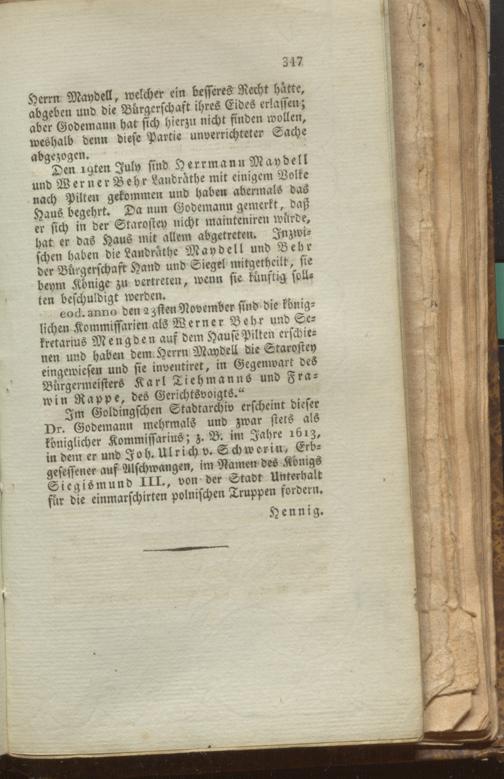 347
Herrn Maydell, welcher ein besseres Recht hätte,
abgeben und die Bürgerschaft ihres Eides erlassen;
aber Godemann hat sich hierzu nicht finden wollen,
weshalb denn diese Partie unverrichteter Sache
abgezogen.
Den 19ten July sind Herrmann Maydell
und Werner Behr Landräthe mit einigem Volke
nach Pilten gekommen und haben abermals das
Haus begehrt. Da nun Godemann gemerkt, daß
er sich in der Starostey nicht mainteniren würde,
hat er das Haus mit allem abgetreten. Inzwi-
schen haben die Landräthe Maydell und Behr
der Bürgerschaft Hand und Siegel mitgetheilt, sie
beym Könige zu vertreten, wenn sie künftig soll-
ten beschuldigt werden.
eod. anno den 23sten November sind die könig-
lichen Kommissarien als Werner Behr und Se-
kretarius Mengden auf dem Hause Pilten erschie-
nen und haben dem Herrn Maydell die Starostey
eingewiesen und sie inventiret, in Gegenwart des
Bürgermeisters Karl Tiehmanns und Fra-
win Rappe, des Gerichtsvoigts.“
Im Goldingschen Stadtarchiv erscheint dieser
Dr. Godemann mehrmals und zwar stets als
königlicher Kommissarius; z. B. im Jahre 1613,
in dem er und Joh. Ulrich v. Schwerin, Erb-
gesessener auf Alschwangen, im Namen des Königs
Siegismund III., von der Stadt Unterhalt
für die einmarschirten polnischen Truppen fordern.
Hennig.